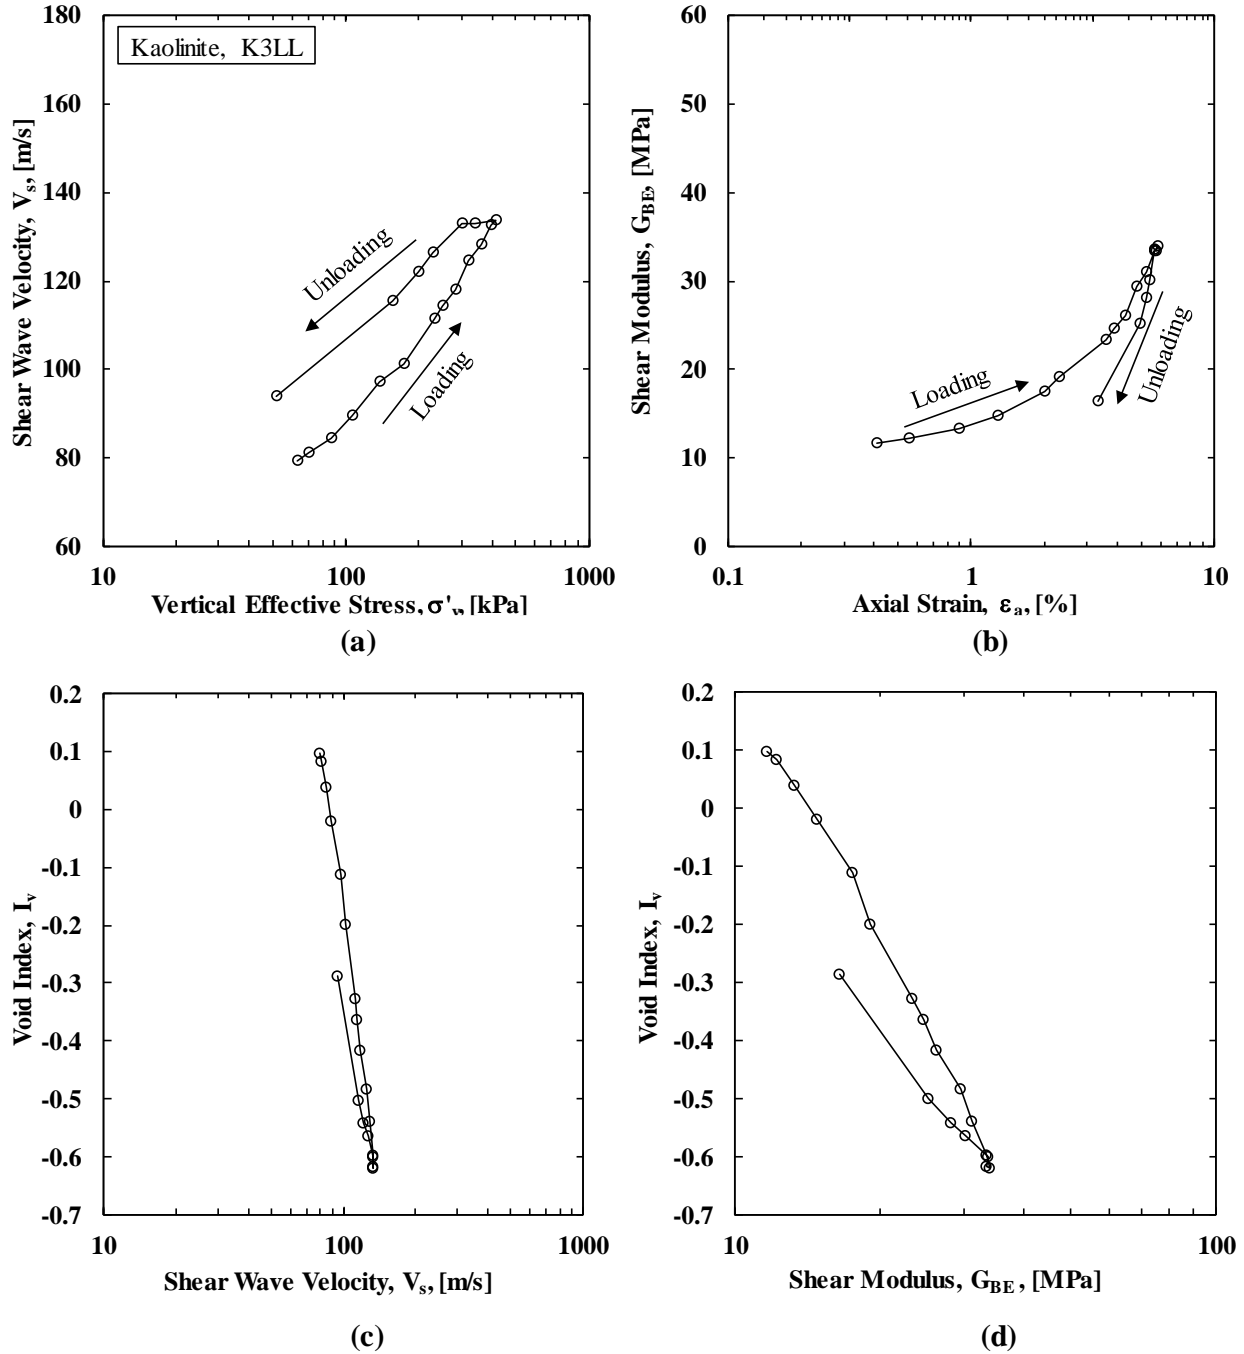 Kaolinite, K3LL
Shear Wave Velocity, Vs, [m/s]
180
160
140
120
100
80
60
Unloading
Loading
10 100 1000
Vertical Effective Stress, σ'v, [kPa]
(a)
Shear Modulus, GBE, [MPa]
60
50
40
30
20
10
0
Loading
Unloading
0.1 1 10
Axial Strain, εa, [%]
(b)
Void Index, Iv
0.2
0.1
0
-0.1
-0.2
-0.3
-0.4
-0.5
-0.6
-0.7
10 100 1000
Shear Wave Velocity, Vs, [m/s]
(c)
Void Index, Iv
0.2
0.1
0
-0.1
-0.2
-0.3
-0.4
-0.5
-0.6
-0.7
10 100
Shear Modulus, GBE, [MPa]
(d)